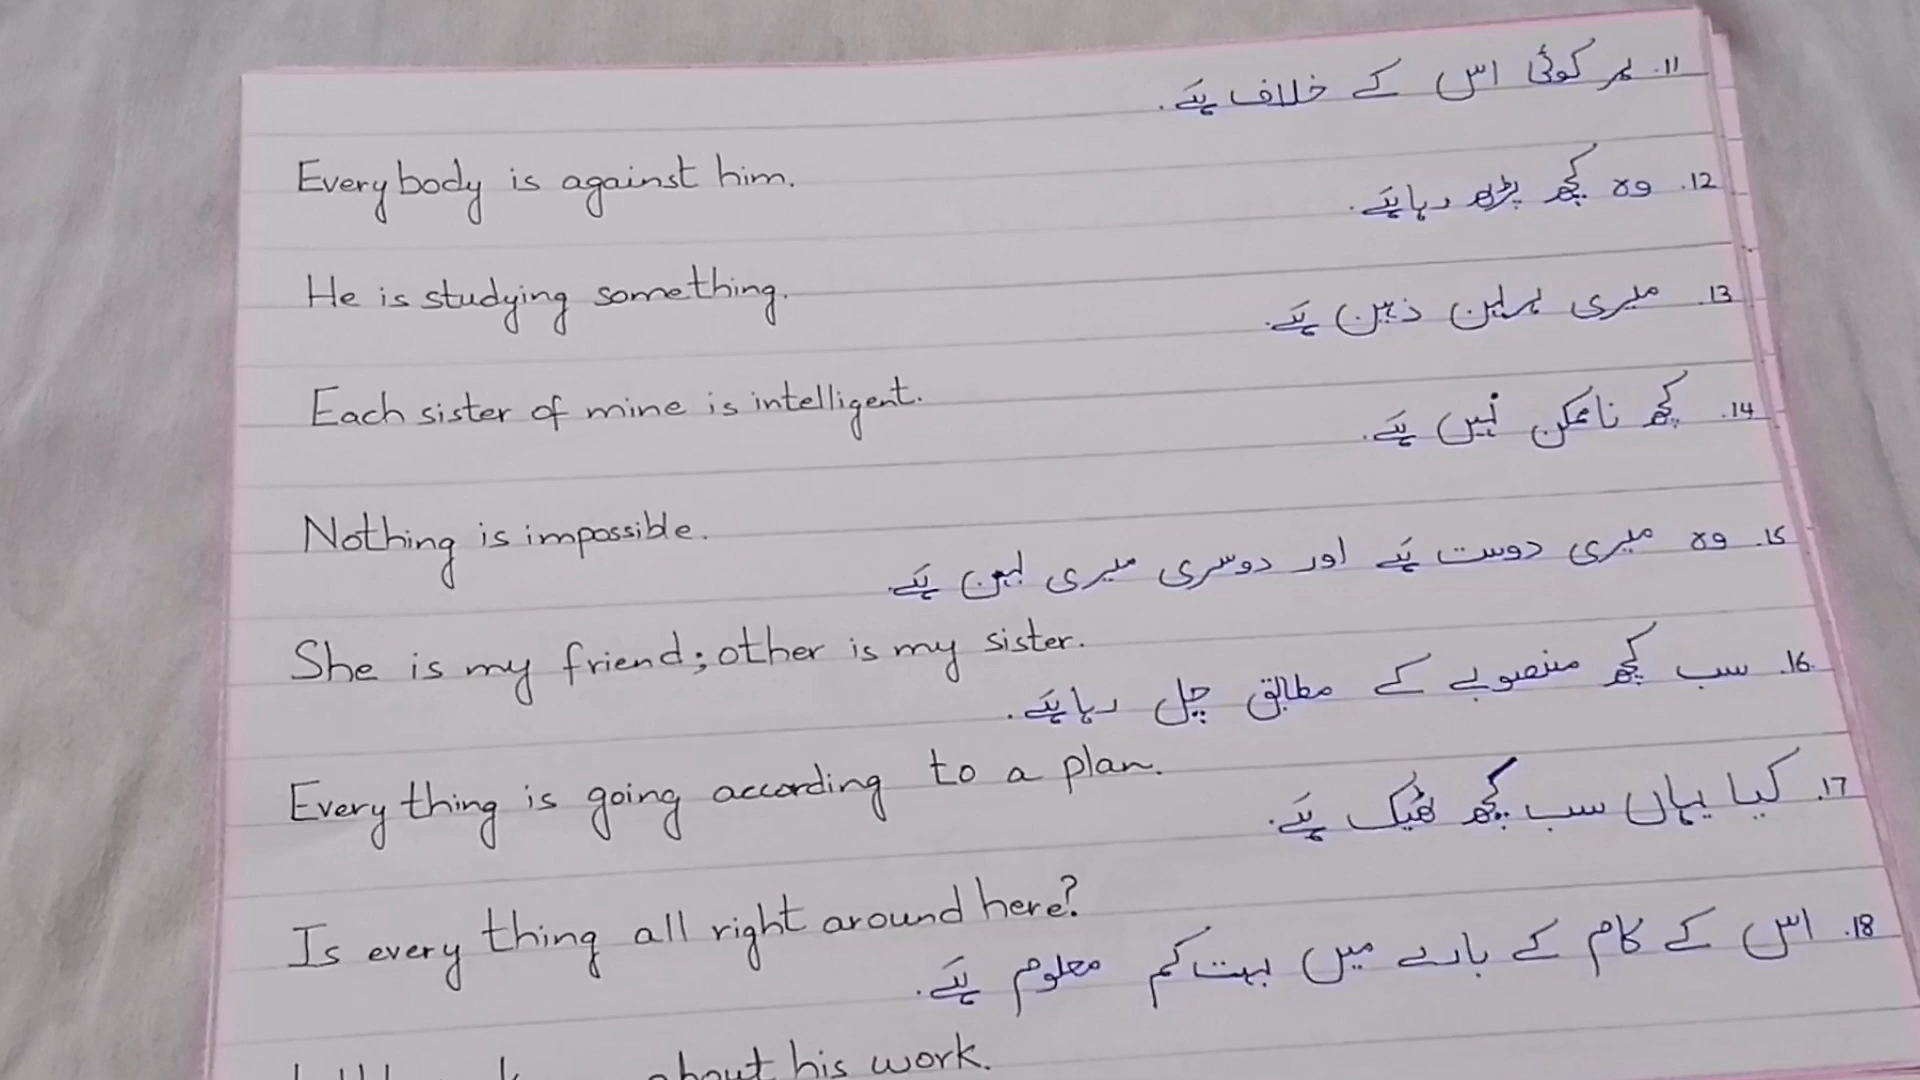 11. ہر کوئی اس کے خلاف ہے.
Everybody is against him.
12. وہ کچھ پڑھ رہا ہے.
He is studying something.
13. میری ہر بہن ذہین ہے.
Each sister of mine is intelligent.
14. کچھ ناممکن نہیں ہے.
Nothing is impossible.
15. وہ میری دوست ہے اور دوسری میری بہن ہے
She is my friend; other is my sister.
16. سب کچھ منصوبے کے مطابق چل رہا ہے.
Every thing is going according to a plan.
17. کیا یہاں سب کچھ ٹھیک ہے.
Is every thing all right around here?
18. اس کے کام کے بارے میں بہت کم معلوم ہے.
about his work.